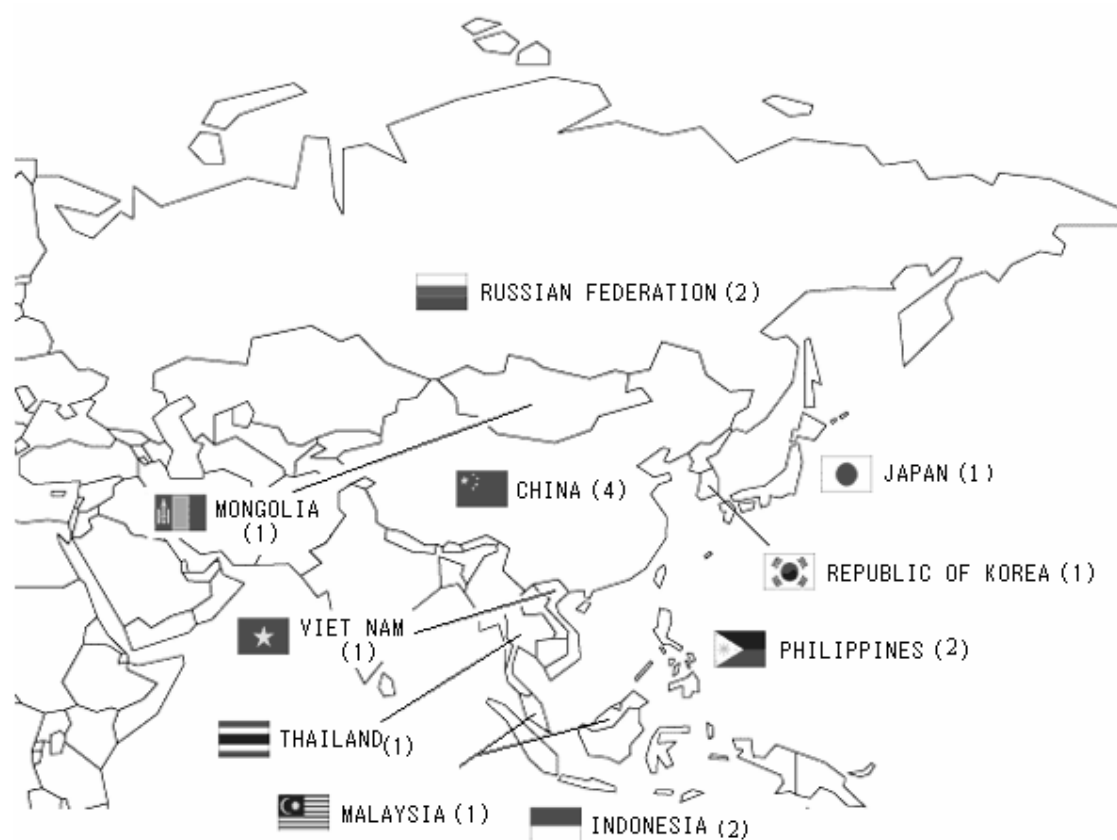 RUSSIAN FEDERATION (2)
JAPAN (1)
CHINA (4)
MONGOLIA
(1)
REPUBLIC OF KOREA (1)
VIET NAM
(1)
PHILIPPINES (2)
THAILAND (1)
MALAYSIA (1)
INDONESIA (2)